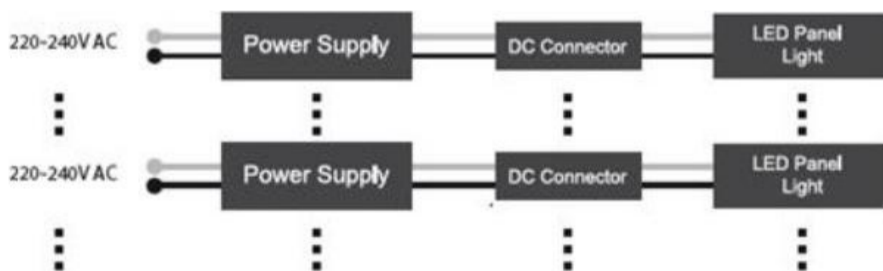 220-240V AC Power Supply DC Connector LED Panel
Light
220-240V AC Power Supply DC Connector LED Panel
Light